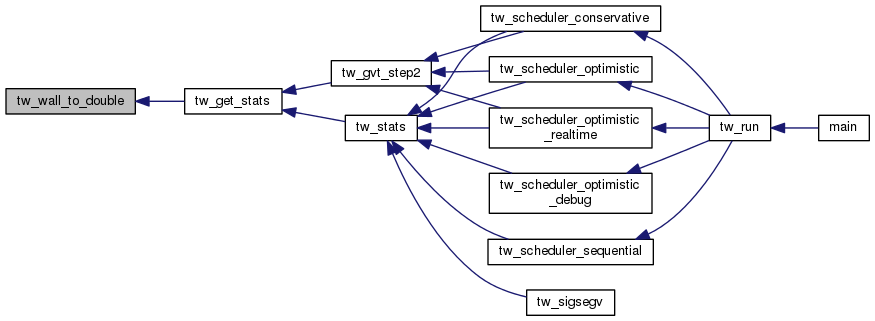 tw_scheduler_conservative
tw_gvt_step2
tw_scheduler_optimistic
tw_wall_to_double
tw_get_stats
tw_stats
tw_scheduler_optimistic
_realtime
tw_run
main
tw_scheduler_optimistic
_debug
tw_scheduler_sequential
tw_sigsegv